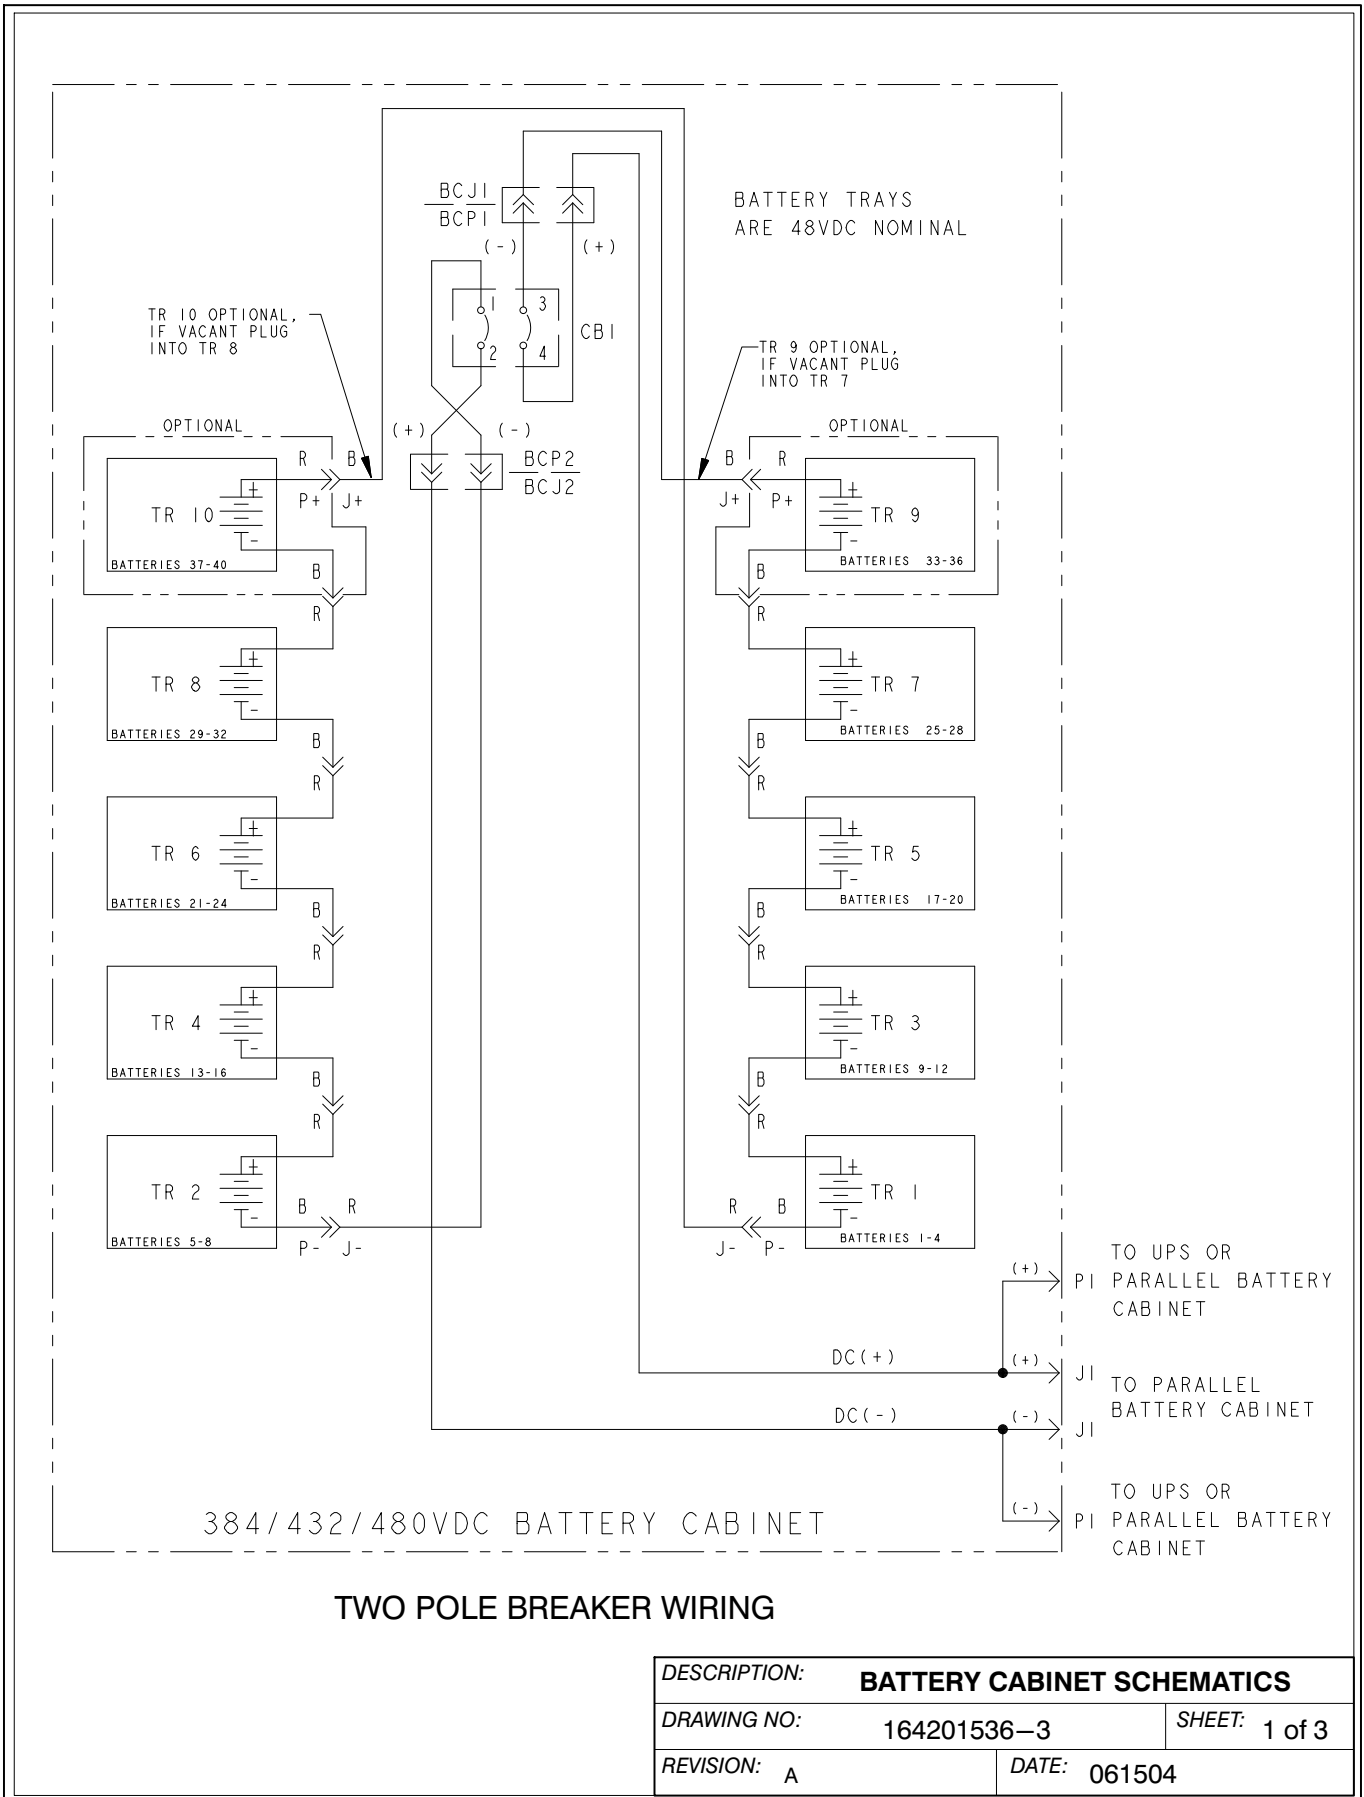 BCJ1
BCP1
BATTERY TRAYS
ARE 48VDC NOMINAL
(-)
(+)
TR 10 OPTIONAL,
IF VACANT PLUG
INTO TR 8
1
3
CB1
2
4
TR 9 OPTIONAL,
IF VACANT PLUG
INTO TR 7
OPTIONAL
(+)
(-)
OPTIONAL
R
B
BCP2
BCJ2
B
R
P+
J+
J+
P+
+
TR 10
-
BATTERIES 37-40
B
R
+
TR 9
-
BATTERIES 33-36
B
R
+
TR 8
-
BATTERIES 29-32
B
R
+
TR 7
-
BATTERIES 25-28
B
R
+
TR 6
-
BATTERIES 21-24
B
R
+
TR 5
-
BATTERIES 17-20
B
R
+
TR 4
-
BATTERIES 13-16
B
R
+
TR 3
-
BATTERIES 9-12
B
R
+
TR 2
-
BATTERIES 5-8
B
R
P-
J-
+
TR 1
-
BATTERIES 1-4
R
B
J-
P-
TO UPS OR
(+)
P1 PARALLEL BATTERY
CABINET
DC(+)
(+)
J1
TO PARALLEL
BATTERY CABINET
DC(-)
(-)
J1
TO UPS OR
(-)
P1 PARALLEL BATTERY
CABINET
384/432/480VDC BATTERY CABINET
TWO POLE BREAKER WIRING
DESCRIPTION: BATTERY CABINET SCHEMATICS
DRAWING NO: 164201536–3
SHEET: 1 of 3
REVISION: A
DATE: 061504